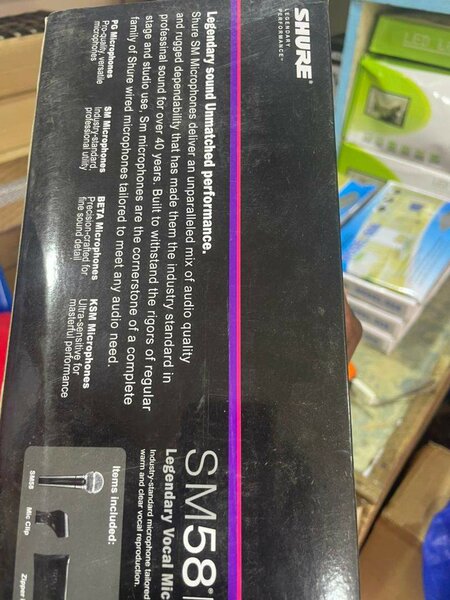 SHURE®
LEGENDARY
PERFORMANCE™
Legendary sound Unmatched performance.
Shure SM Microphones deliver an unparalleled mix of audio quality
and rugged dependability that has made them the industry standard in
professinal sound for over 40 years. Built to withstand the rigors of regular
stage and studio use, Sm microphones are the cornerstone of a complete
family of Shure wired microphones tailored to meet any audio need.
PG Microphones
Pro-quality, versatile
microphones
SM Microphones
Industry-standard,
professional utility
BETA Microphones
Precision-crafted for
fine sound detail
KSM Microphones
Ultra-sensitive for
masterful performance
SM58®
Legendary Vocal Mic
Industry-standard microphone tailored
warm and clear vocal reproduction.
Items included:
SM58
Mic Clip
Zipper
LED